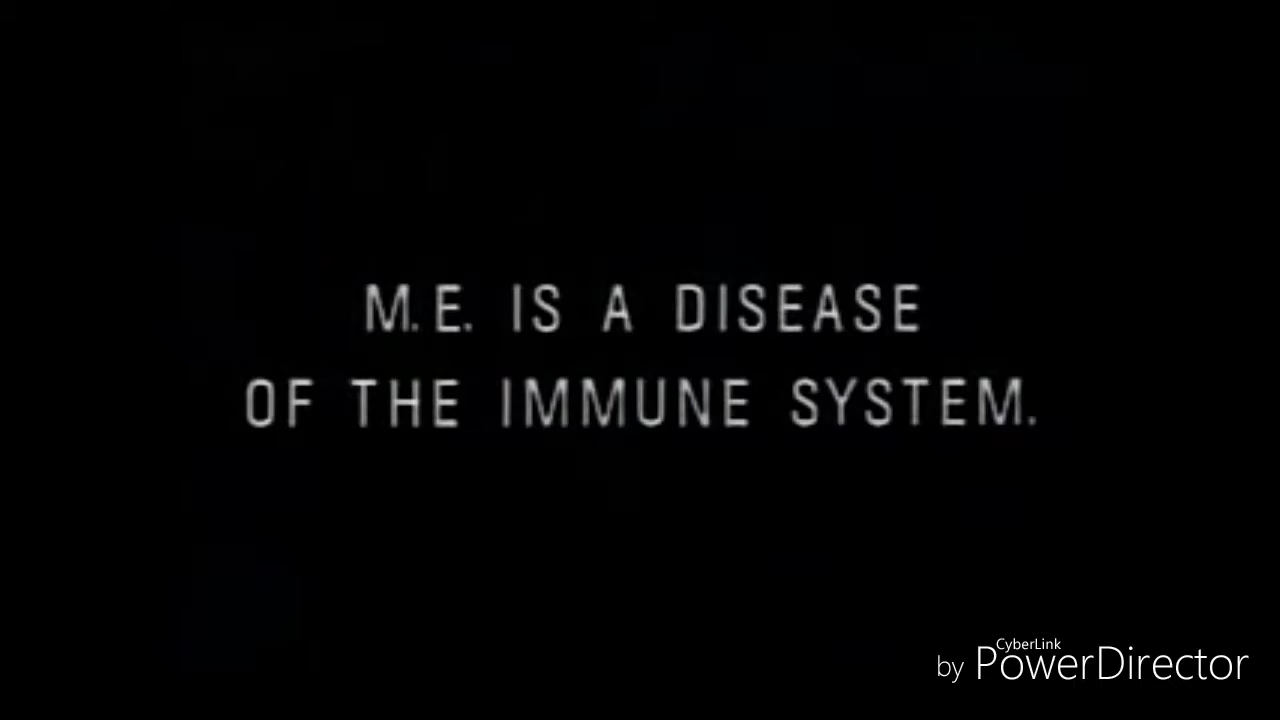 M.E. IS A DISEASE
OF THE IMMUNE SYSTEM.
CyberLink
by PowerDirector